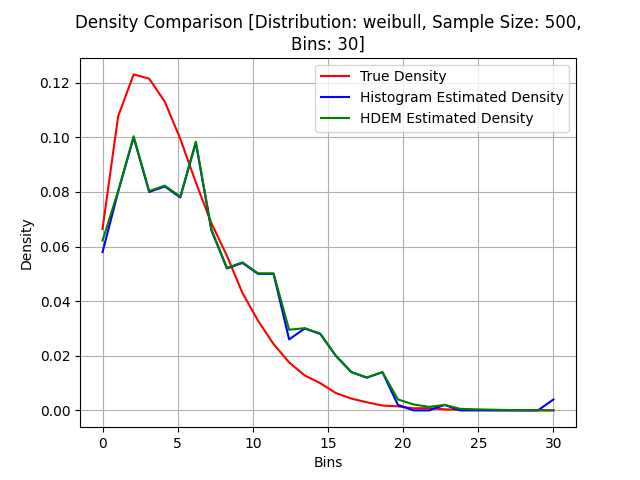 Density Comparison [Distribution: weibull, Sample Size: 500,
Bins: 30]
True Density
Histogram Estimated Density
HDEM Estimated Density
Density
0.12
0.10
0.08
0.06
0.04
0.02
0.00
0 5 10 15 20 25 30
Bins